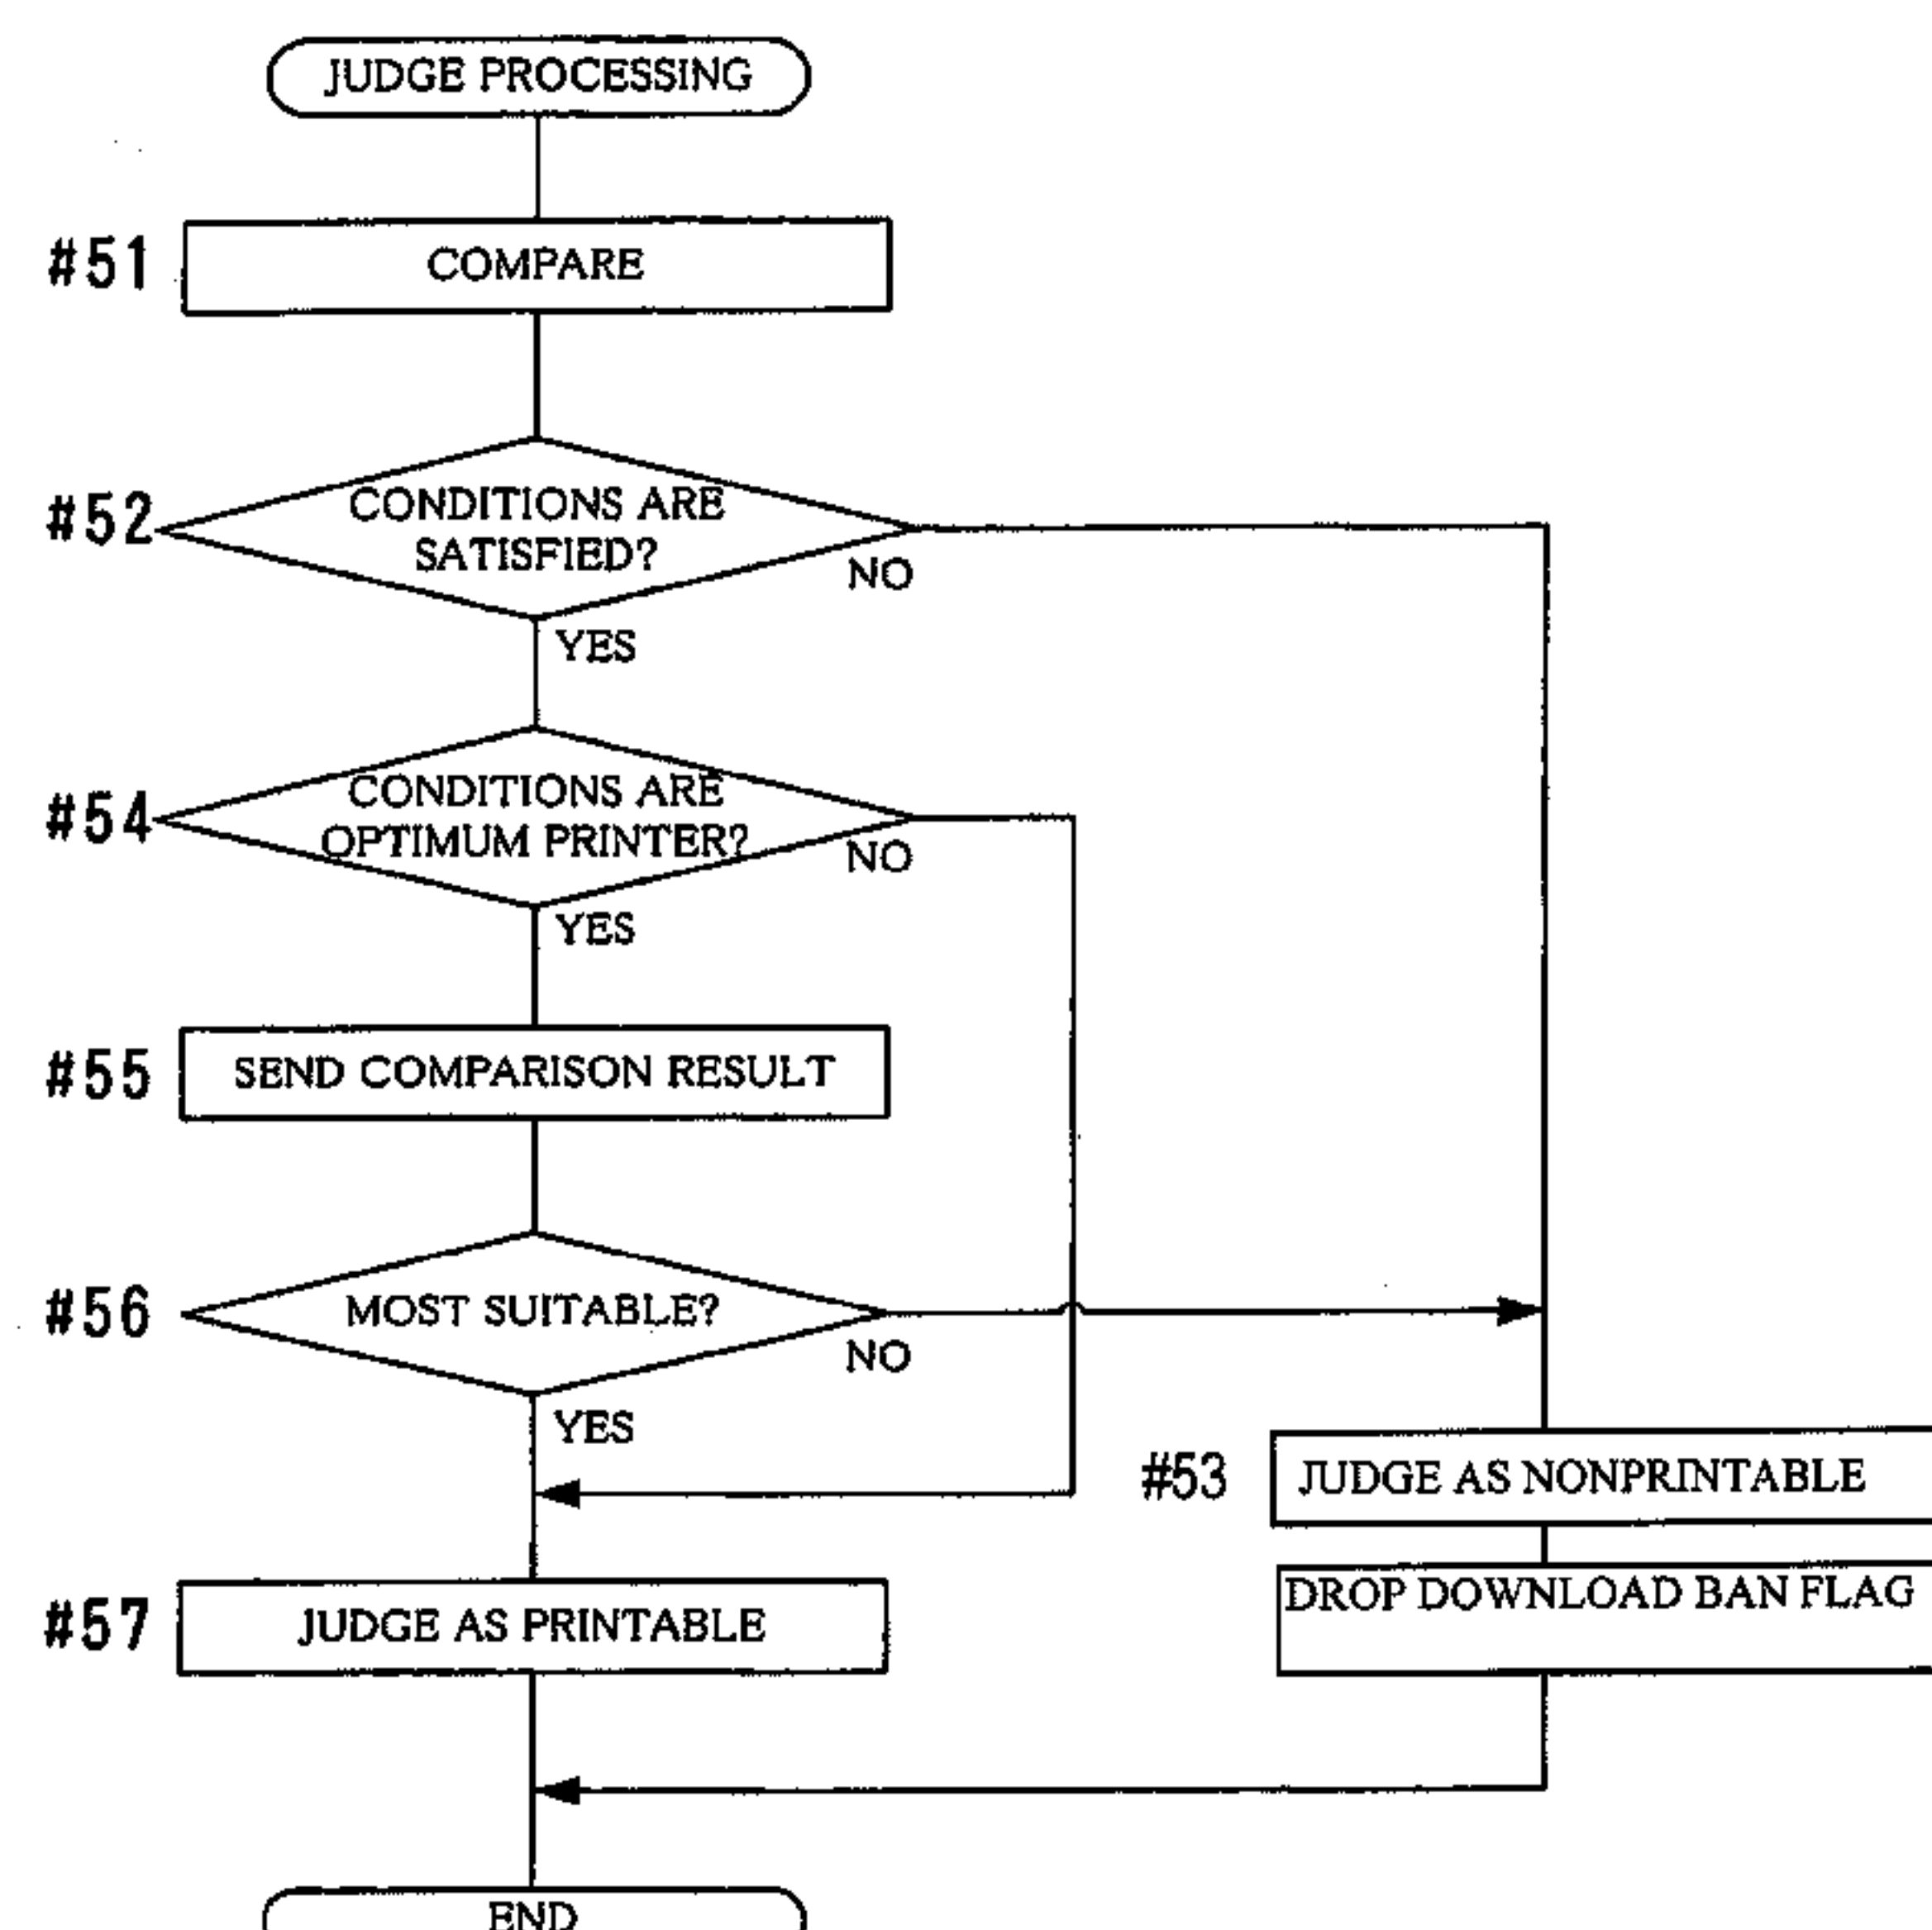 JUDGE PROCESSING
#51
COMPARE
#52
CONDITIONS ARE
SATISFIED?
NO
YES
#54
CONDITIONS ARE
OPTIMUM PRINTER?
NO
YES
#55
SEND COMPARISON RESULT
#56
MOST SUITABLE?
NO
YES
#53
JUDGE AS NONPRINTABLE
DROP DOWNLOAD BAN FLAG
#57
JUDGE AS PRINTABLE
END